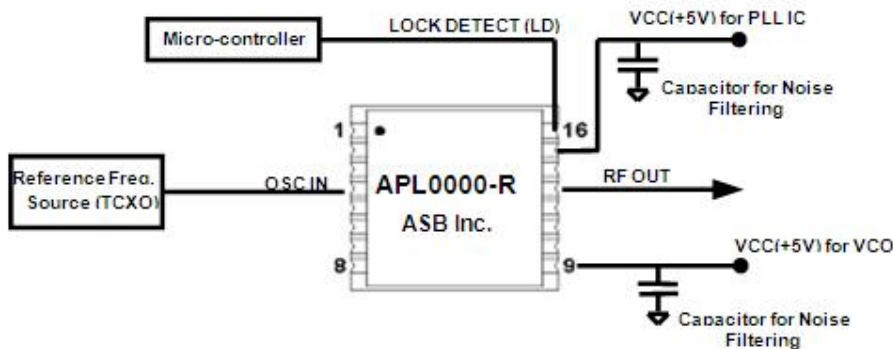 VCC(+5V) for PLL IC
LOCK DETECT (LD)
Micro-controller
Capacitor for Noise
Filtering
1
16
Reference Freq.
Source (TCXO)
OSC IN
APL0000-R
ASB Inc.
RF OUT
8
9
VCC(+5V) for VCO
Capacitor for Noise
Filtering